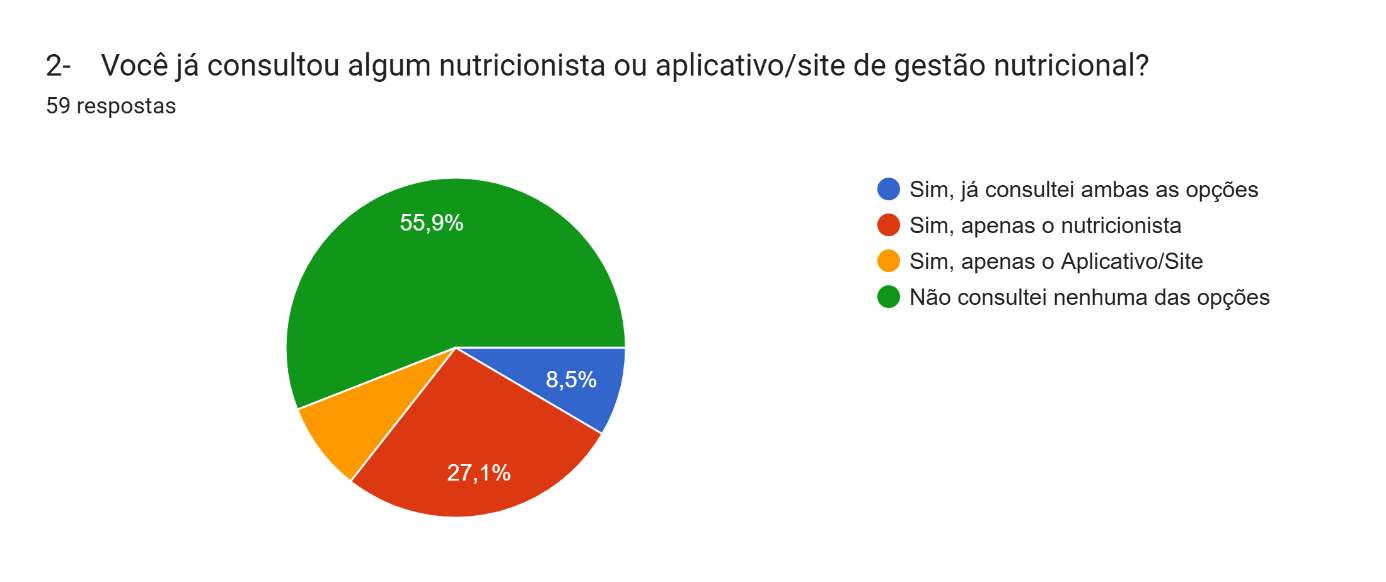 2- Você já consultou algum nutricionista ou aplicativo/site de gestão nutricional?
59 respostas
55,9%
8,5%
27,1%
Sim, já consultei ambas as opções
Sim, apenas o nutricionista
Sim, apenas o Aplicativo/Site
Não consultei nenhuma das opções